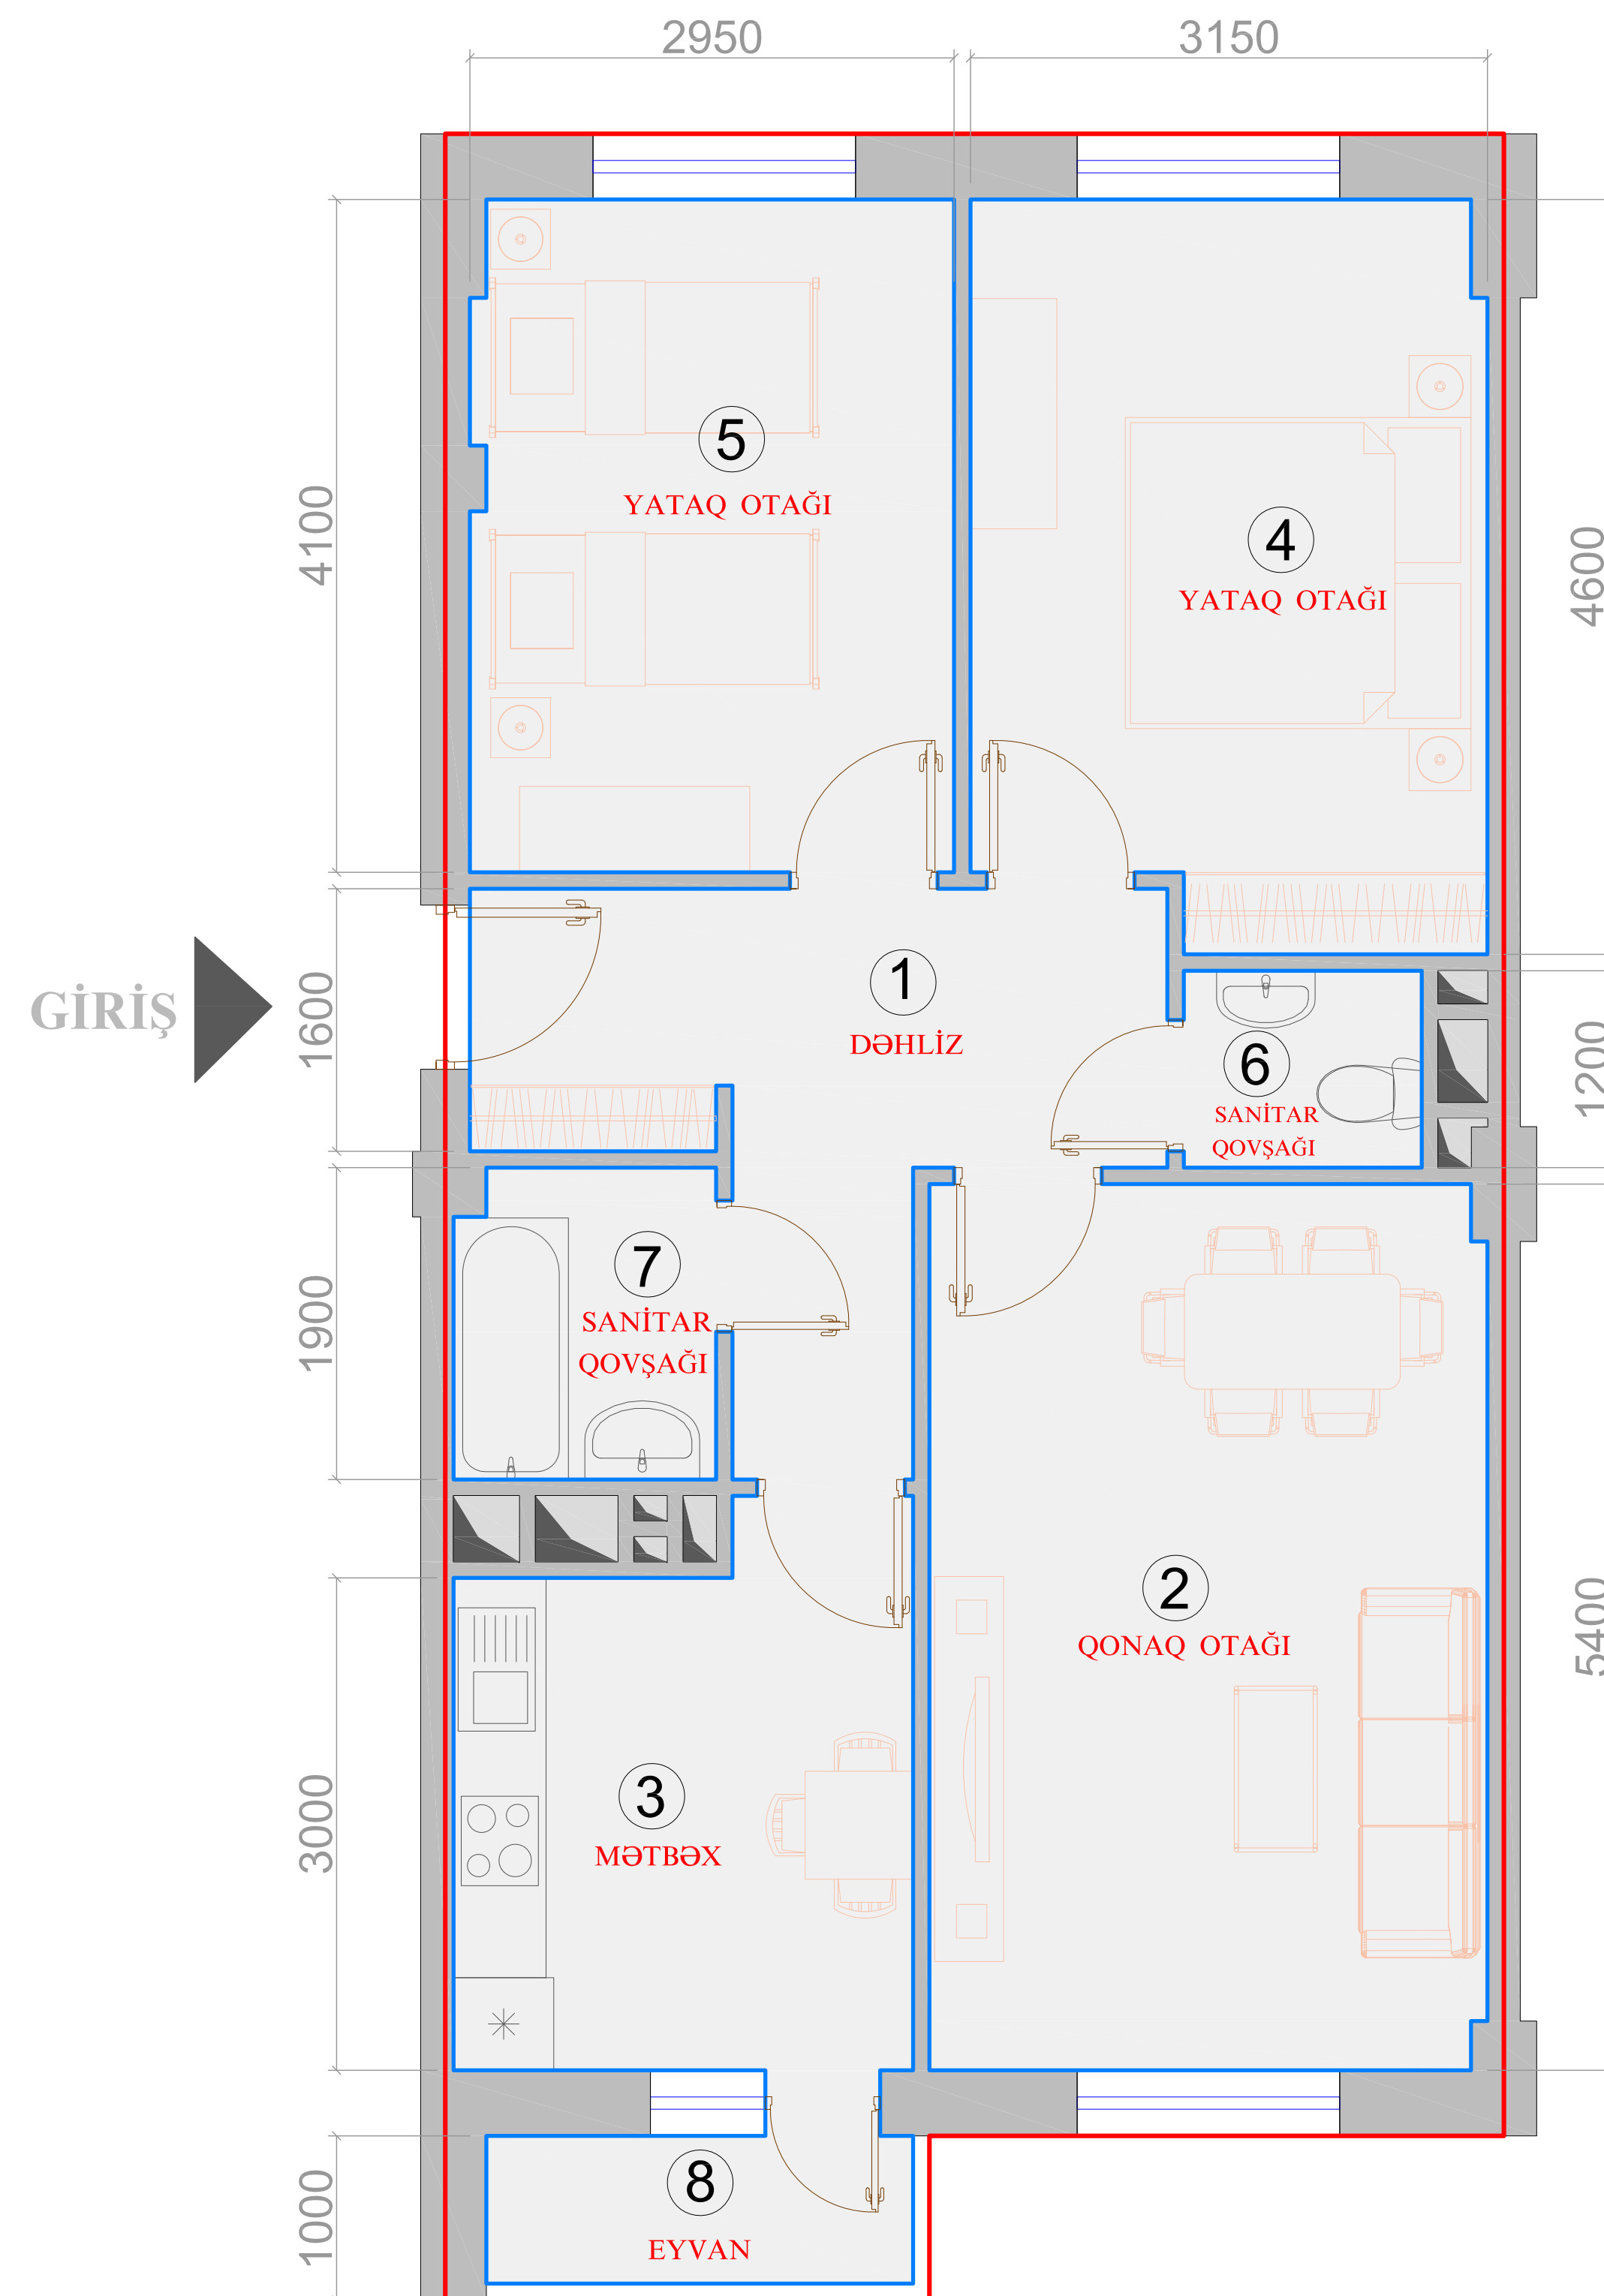 2950
3150
4100
5
YATAQ OTAĞI
4
YATAQ OTAĞI
4600
GİRİŞ
1600
1
DƏHLİZ
6
SANİTAR
QOVŞAĞI
1200
1900
7
SANİTAR
QOVŞAĞI
2
QONAQ OTAĞI
5400
3000
3
MƏTBƏX
1000
8
EYVAN